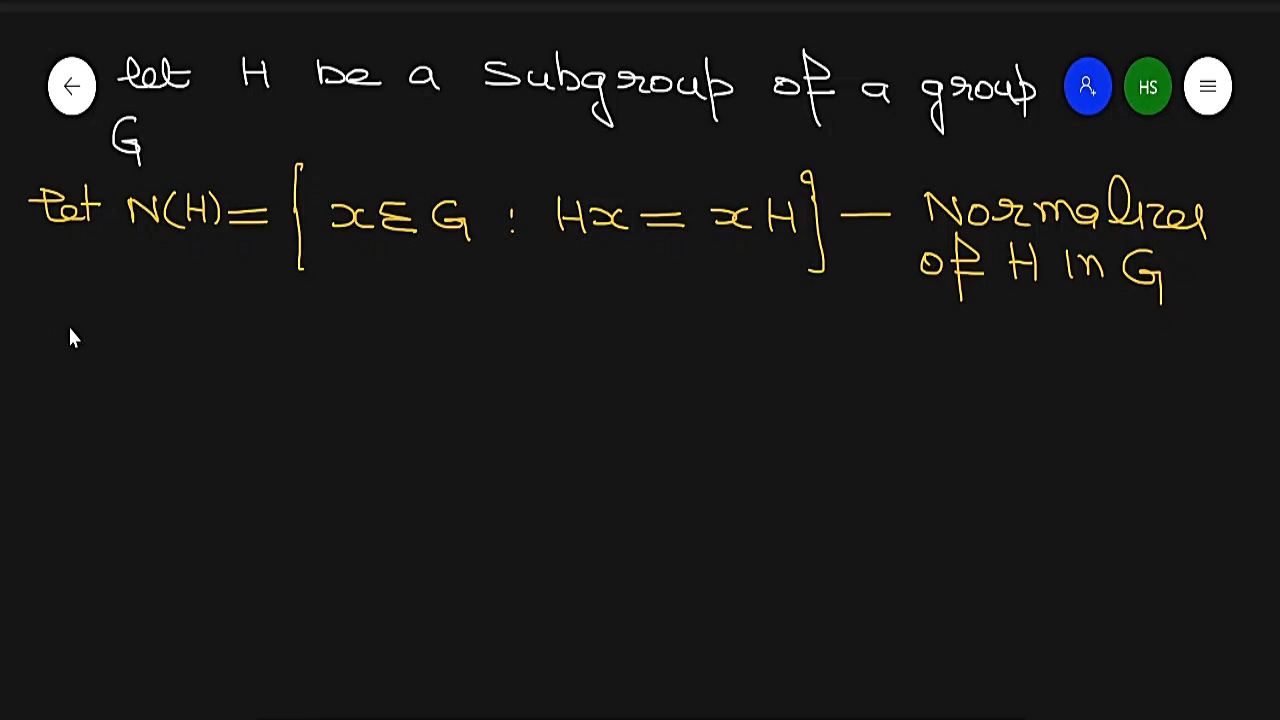 let H be a subgroup of a group
HS
G
let N(H) = { x ∈ G : Hx = xH } — Normalizer
of H in G